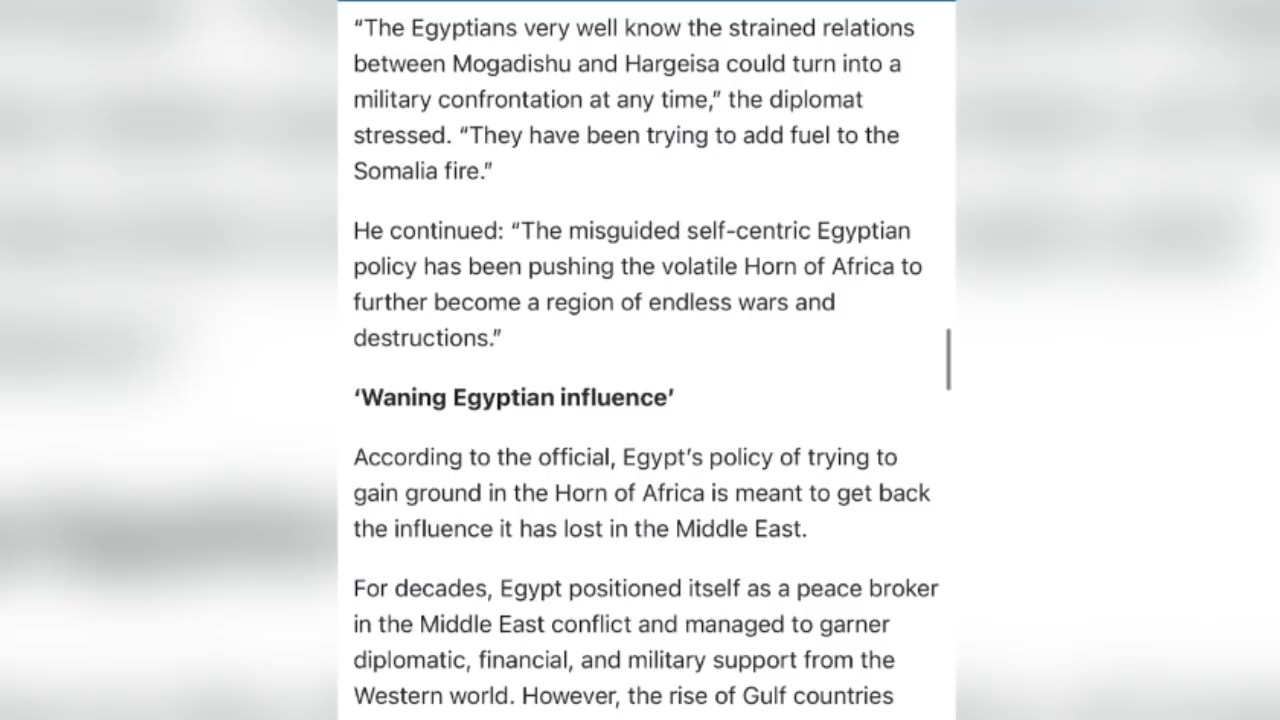 “The Egyptians very well know the strained relations
between Mogadishu and Hargeisa could turn into a
military confrontation at any time,” the diplomat
stressed. “They have been trying to add fuel to the
Somalia fire.”
He continued: “The misguided self-centric Egyptian
policy has been pushing the volatile Horn of Africa to
further become a region of endless wars and
destructions.”
‘Waning Egyptian influence’
According to the official, Egypt’s policy of trying to
gain ground in the Horn of Africa is meant to get back
the influence it has lost in the Middle East.
For decades, Egypt positioned itself as a peace broker
in the Middle East conflict and managed to garner
diplomatic, financial, and military support from the
Western world. However, the rise of Gulf countries